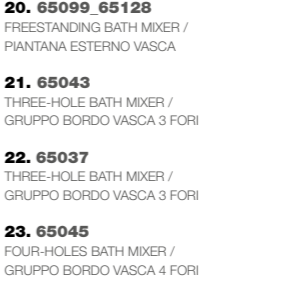 20. 65099_65128
FREESTANDING BATH MIXER /
PIANTANA ESTERNO VASCA
21. 65043
THREE-HOLE BATH MIXER /
GRUPPO BORDO VASCA 3 FORI
22. 65037
THREE-HOLE BATH MIXER /
GRUPPO BORDO VASCA 3 FORI
23. 65045
FOUR-HOLES BATH MIXER /
GRUPPO BORDO VASCA 4 FORI